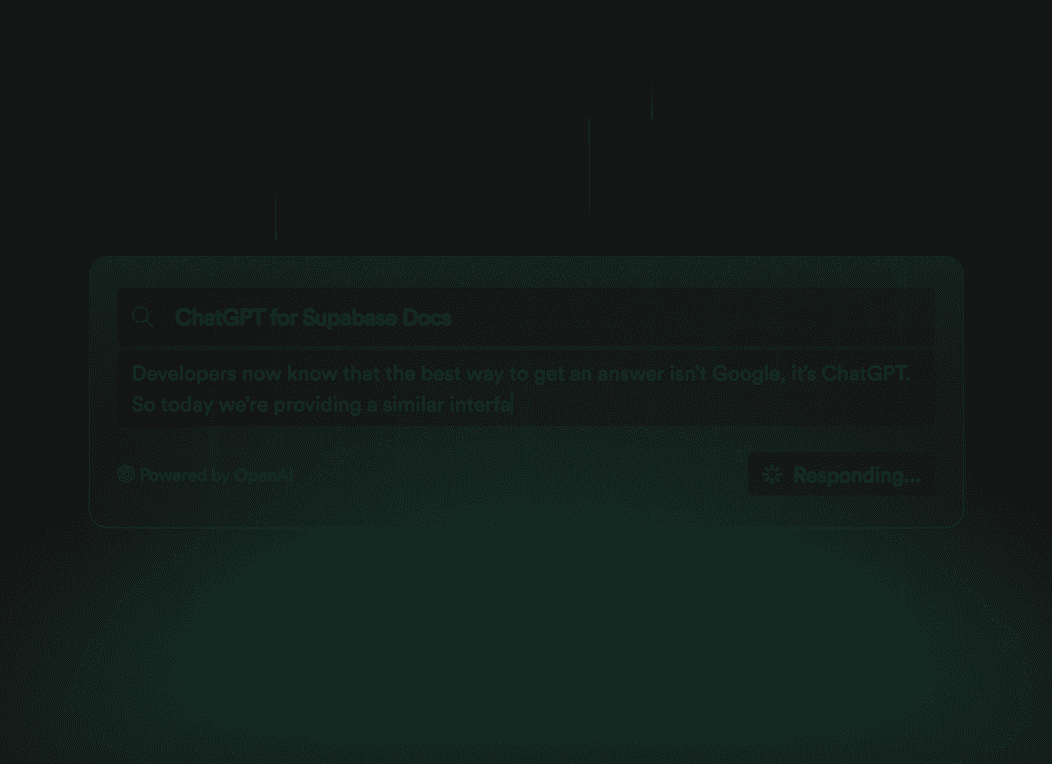 ChatGPT for Supabase Docs
Developers now know that the best way to get an answer isn't Google, it's ChatGPT.
So today we're providing a similar interfa
Powered by OpenAI
Responding...